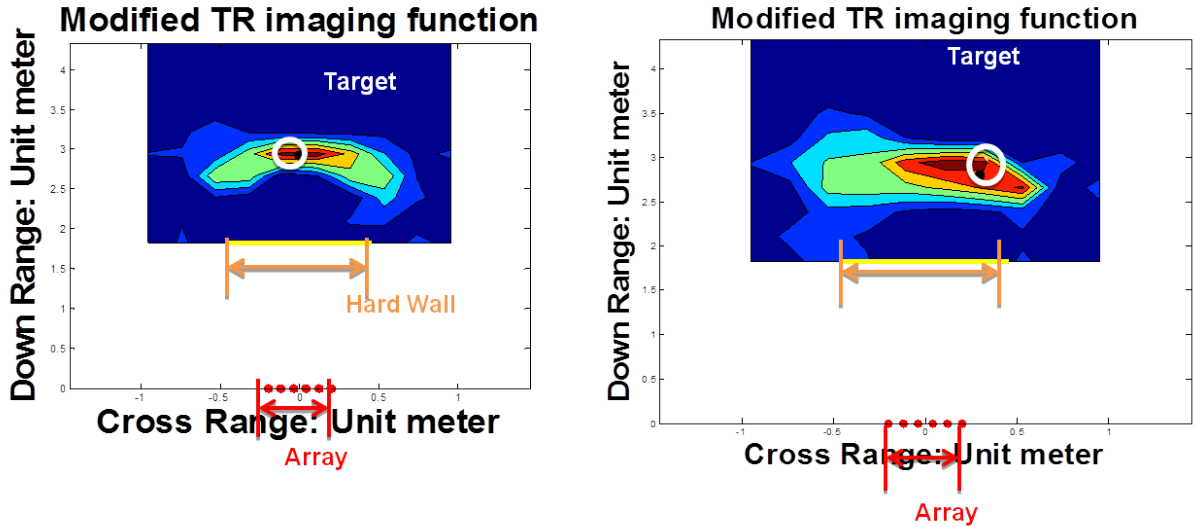 Modified TR imaging function
Target
Down Range: Unit meter
4
3.5
3
2.5
2
1.5
1
0.5
0
-1
-0.5
0
0.5
1
Hard Wall
Cross Range: Unit meter
Array
Modified TR imaging function
Target
Down Range: Unit meter
4
3.5
3
2.5
2
1.5
1
0.5
0
-1
-0.5
0
0.5
1
Cross Range: Unit meter
Array